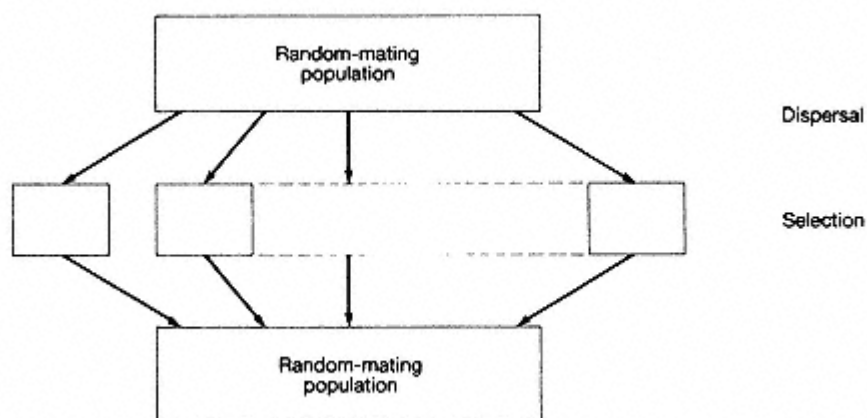 Random-mating
population
Dispersal
Selection
Random-mating
population